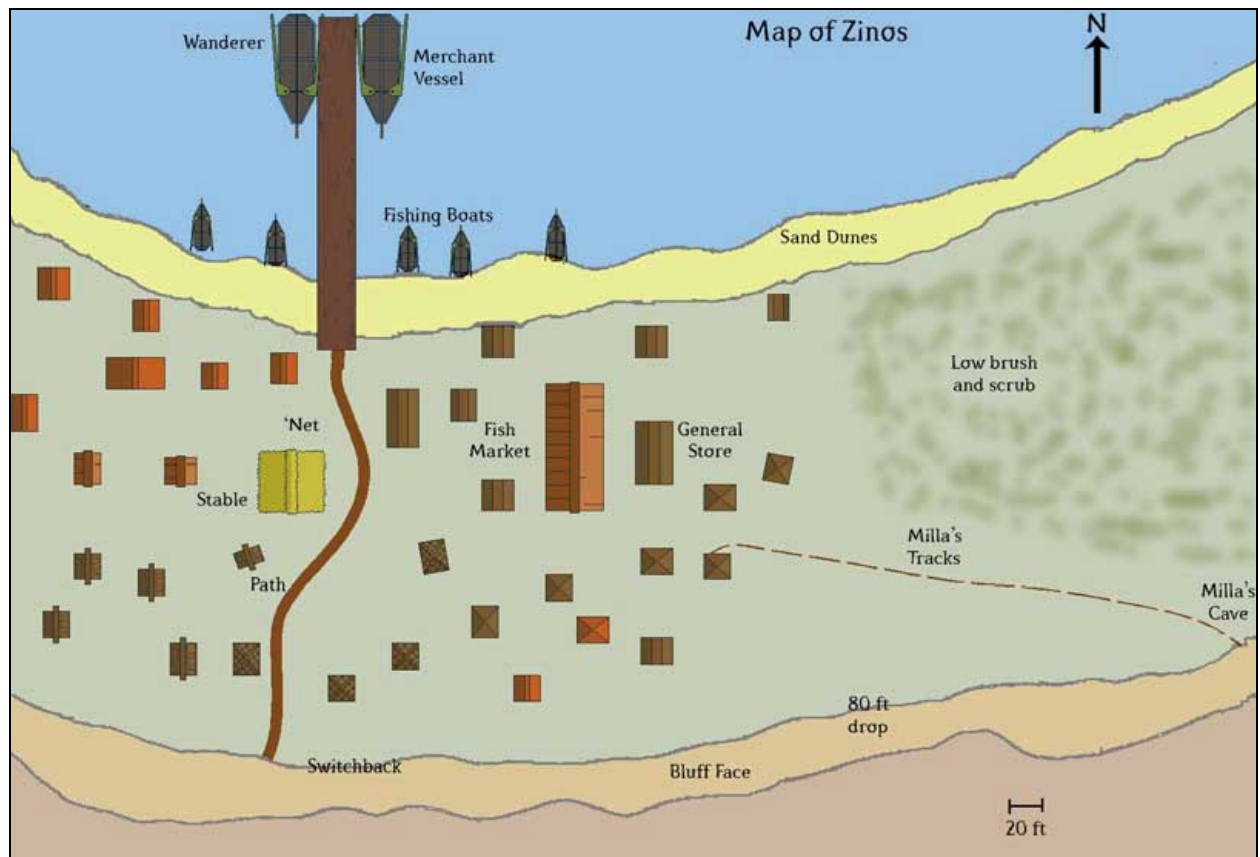 Map of Zinos
N
Wanderer
Merchant
Vessel
Fishing Boats
Sand Dunes
Low brush
and scrub
'Net
Fish
Market
General
Store
Stable
Milla's
Tracks
Path
Milla's
Cave
80 ft
drop
Switchback
Bluff Face
20 ft